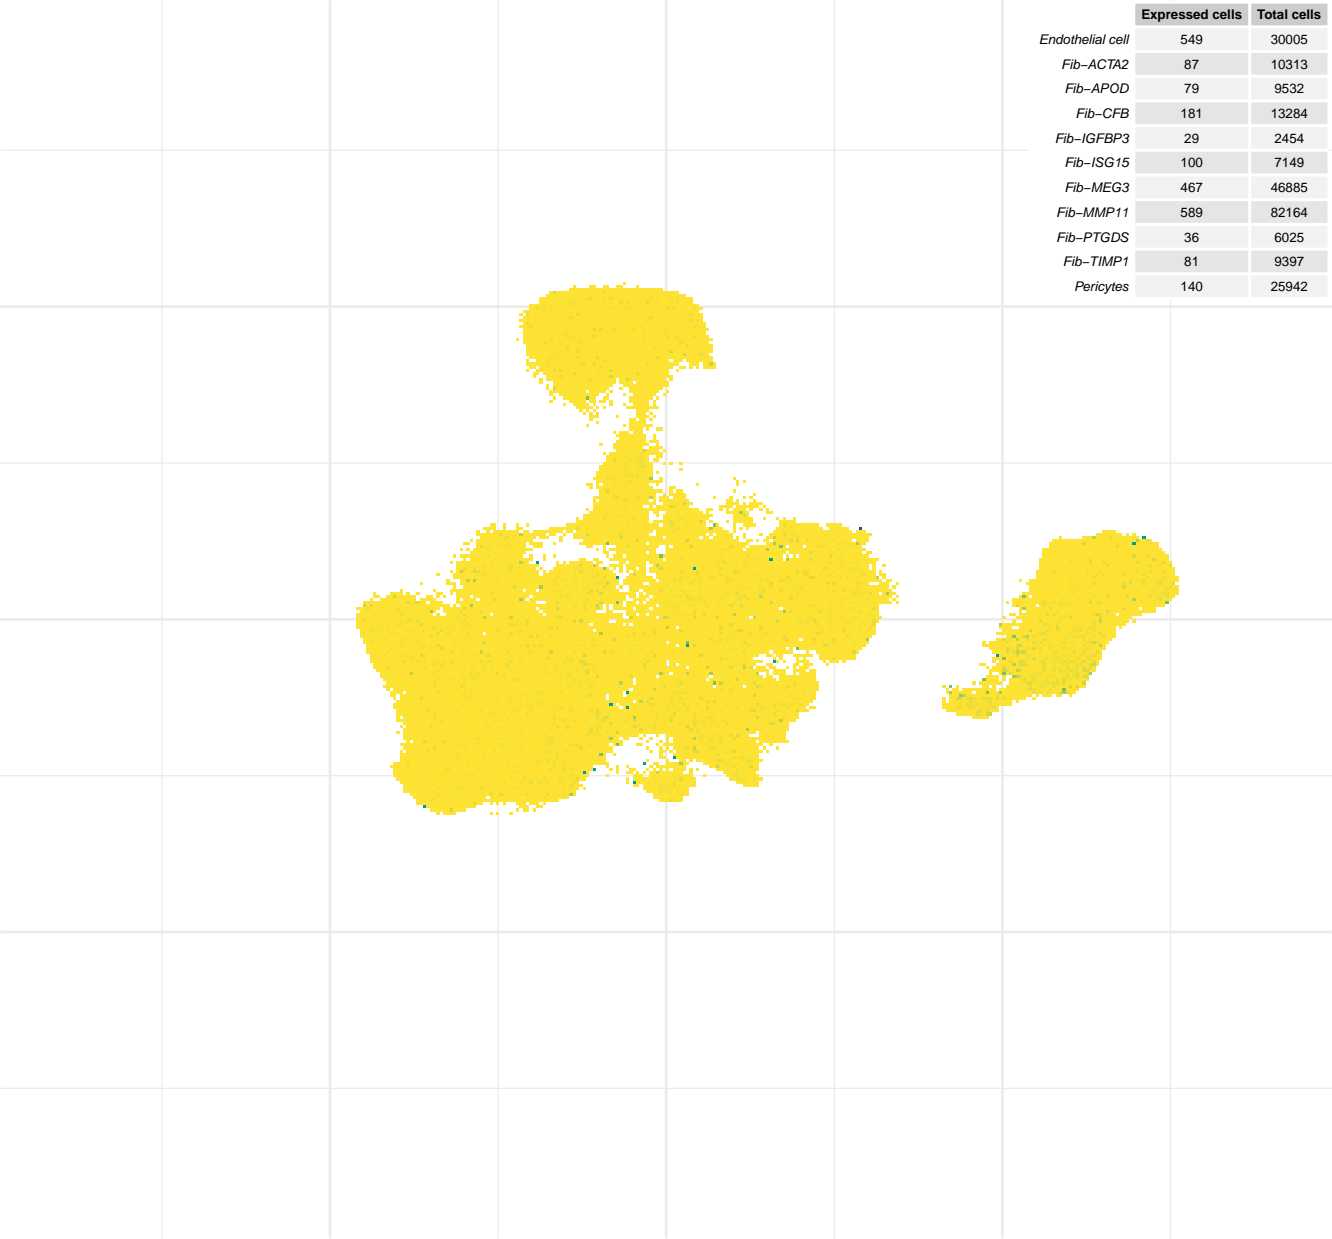 Expressed cells Total cells
Endothelial cell 549 30005
Fib−ACTA2 87 10313
Fib−APOD 79 9532
Fib−CFB 181 13284
Fib−IGFBP3 29 2454
Fib−ISG15 100 7149
Fib−MEG3 467 46885
Fib−MMP11 589 82164
Fib−PTGDS 36 6025
Fib−TIMP1 81 9397
Pericytes 140 25942